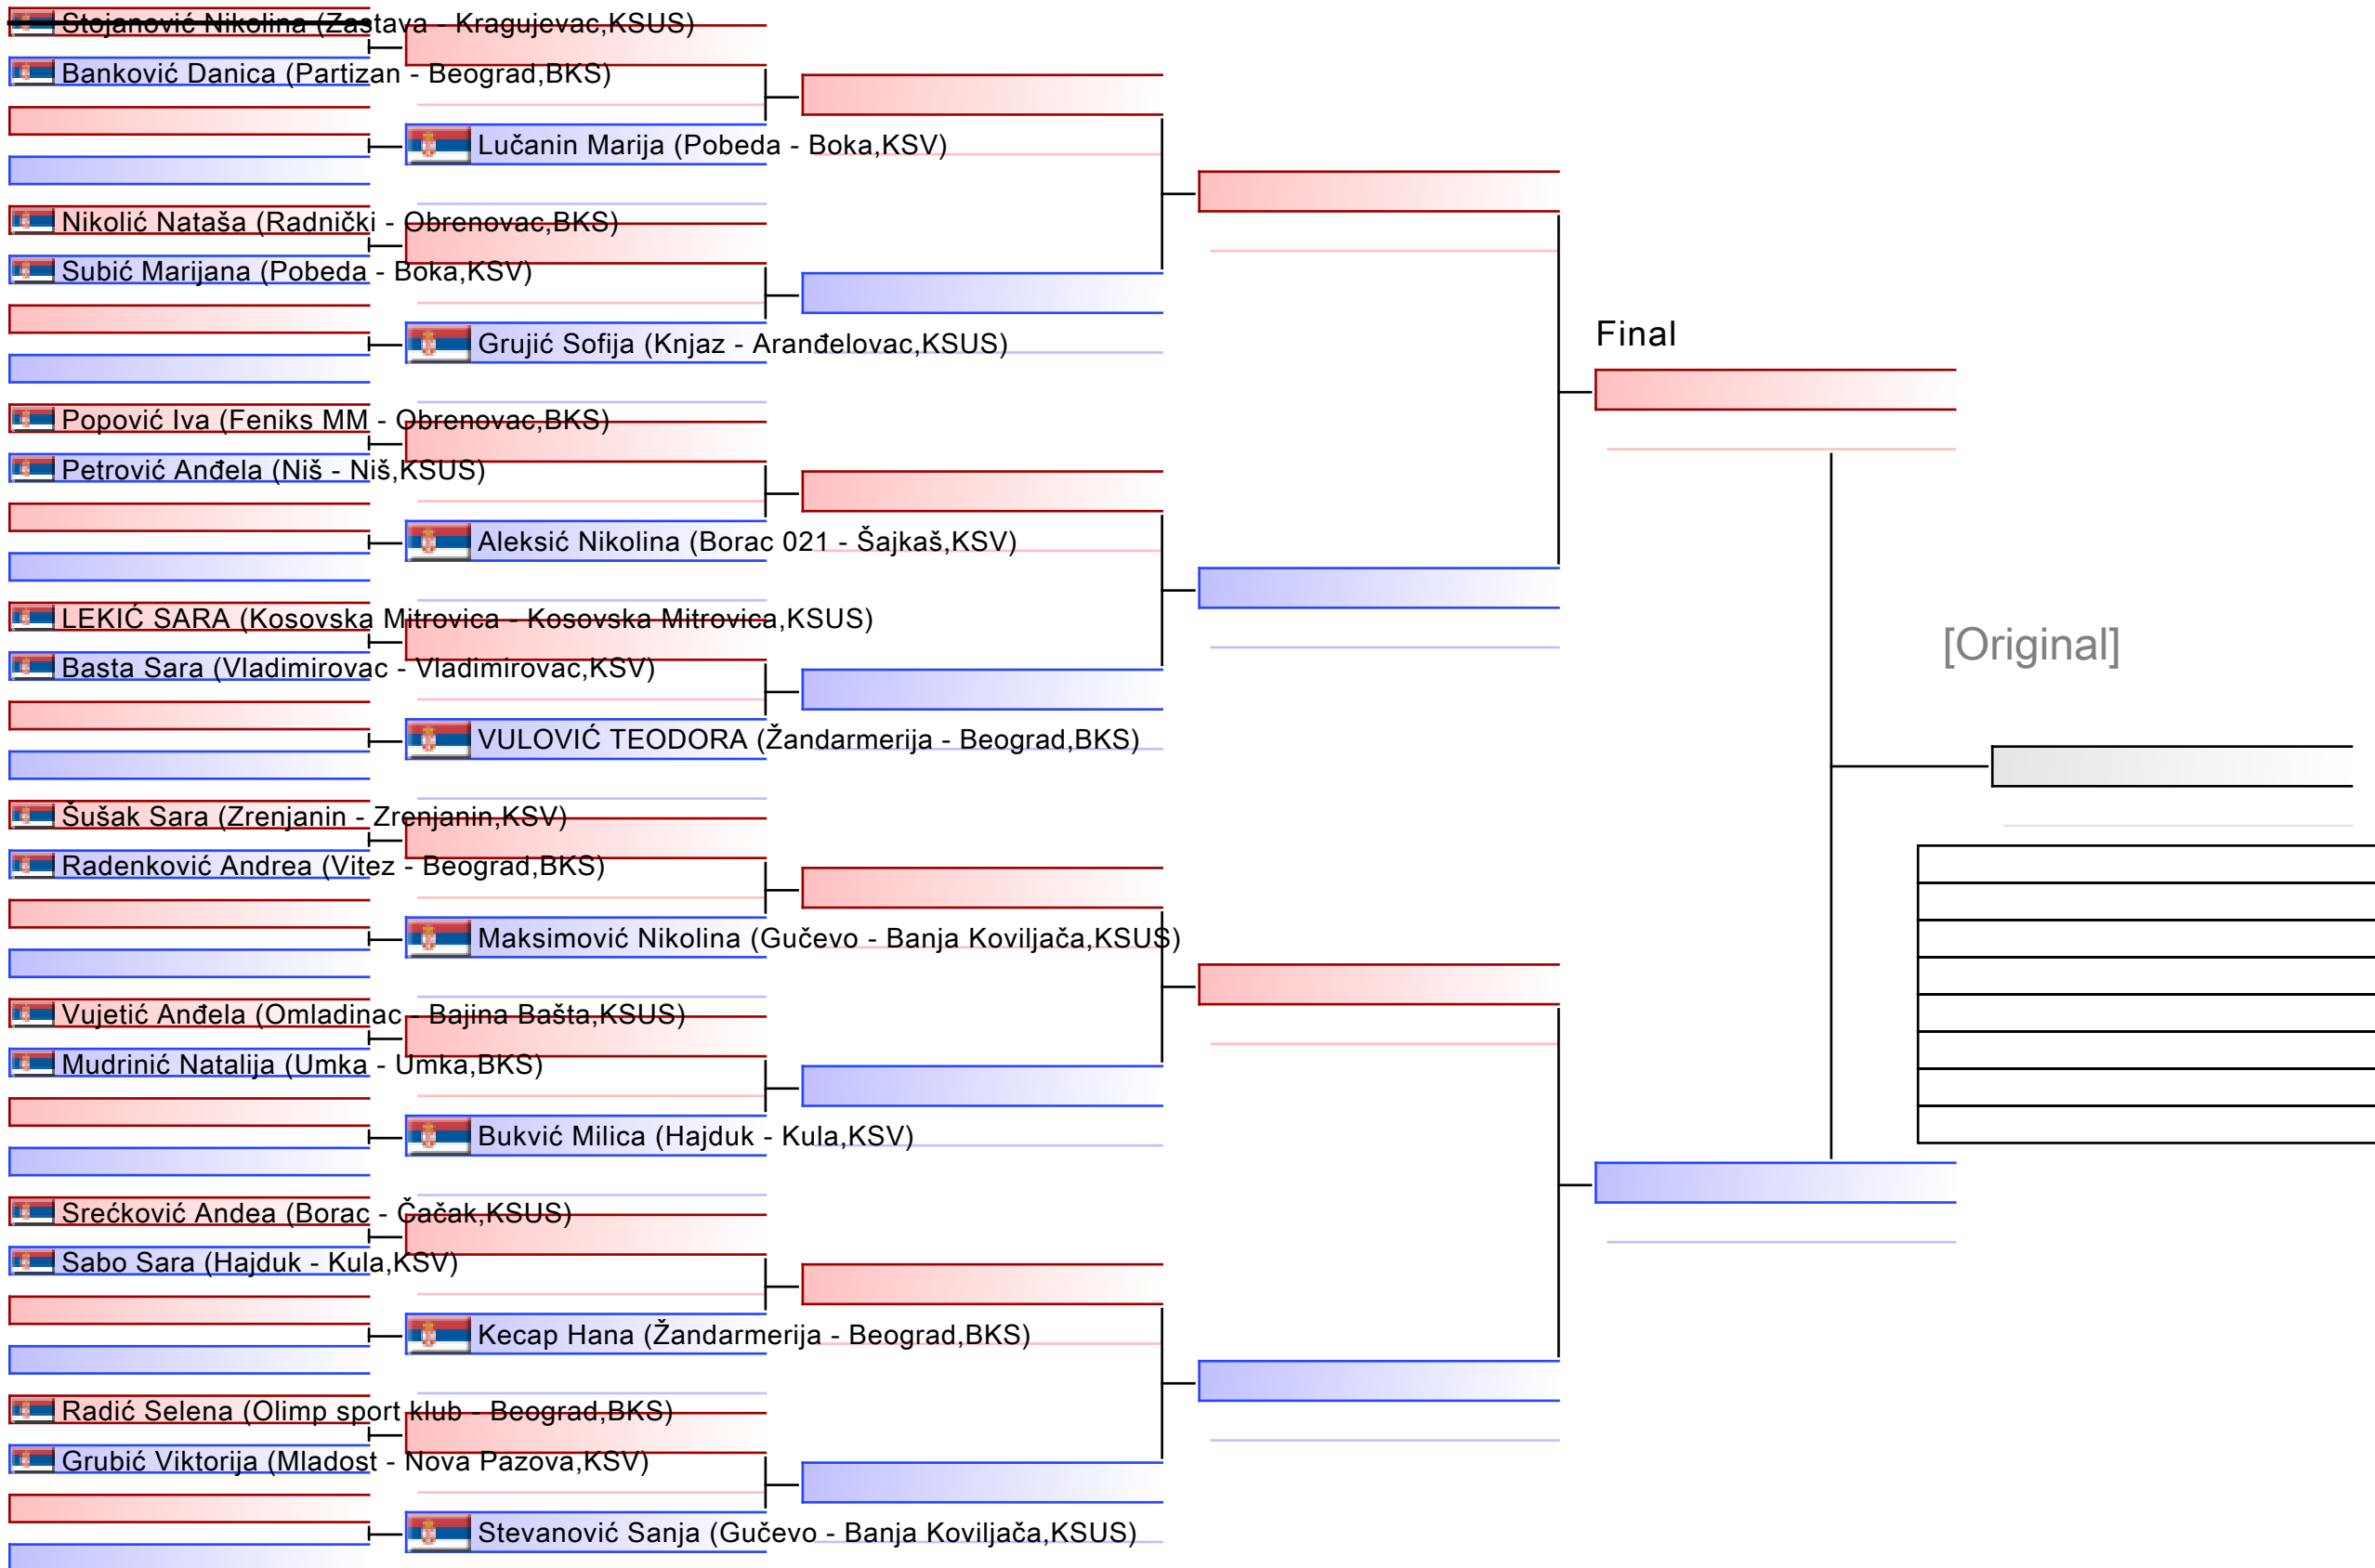 Stojanović Nikolina (Zastava - Kragujevac,KSUS)
Banković Danica (Partizan - Beograd,BKS)
Lučanin Marija (Pobeda - Boka,KSV)
Nikolić Nataša (Radnički - Obrenovac,BKS)
Subić Marijana (Pobeda - Boka,KSV)
Grujić Sofija (Knjaz - Aranđelovac,KSUS)
Final
Popović Iva (Feniks MM - Obrenovac,BKS)
Petrović Anđela (Niš - Niš,KSUS)
Aleksić Nikolina (Borac 021 - Šajkaš,KSV)
LEKIĆ SARA (Kosovska Mitrovica - Kosovska Mitrovica,KSUS)
[Original]
Basta Sara (Vladimirovac - Vladimirovac,KSV)
VULOVIĆ TEODORA (Žandarmerija - Beograd,BKS)
Šušak Sara (Zrenjanin - Zrenjanin,KSV)
Radenković Andrea (Vitez - Beograd,BKS)
Maksimović Nikolina (Gučevo - Banja Koviljača,KSUS)
Vujetić Anđela (Omladinac - Bajina Bašta,KSUS)
Mudrinić Natalija (Umka - Umka,BKS)
Bukvić Milica (Hajduk - Kula,KSV)
Srećković Andea (Borac - Čačak,KSUS)
Sabo Sara (Hajduk - Kula,KSV)
Kecap Hana (Žandarmerija - Beograd,BKS)
Radić Selena (Olimp sport klub - Beograd,BKS)
Grubić Viktorija (Mladost - Nova Pazova,KSV)
Stevanović Sanja (Gučevo - Banja Koviljača,KSUS)